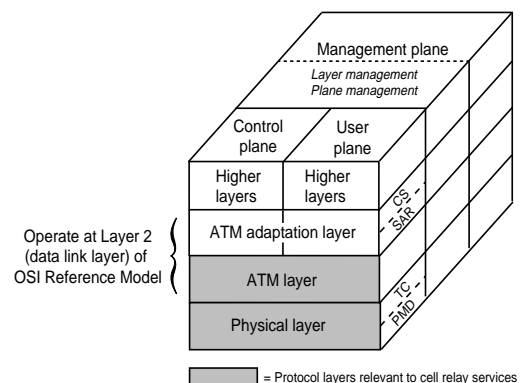 Management plane
Layer management
Plane management
Control
plane
User
plane
Higher
layers
Higher
layers
CS
SAR
ATM adaptation layer
Operate at Layer 2
(data link layer) of
OSI Reference Model
ATM layer
TC
PMD
Physical layer
= Protocol layers relevant to cell relay services